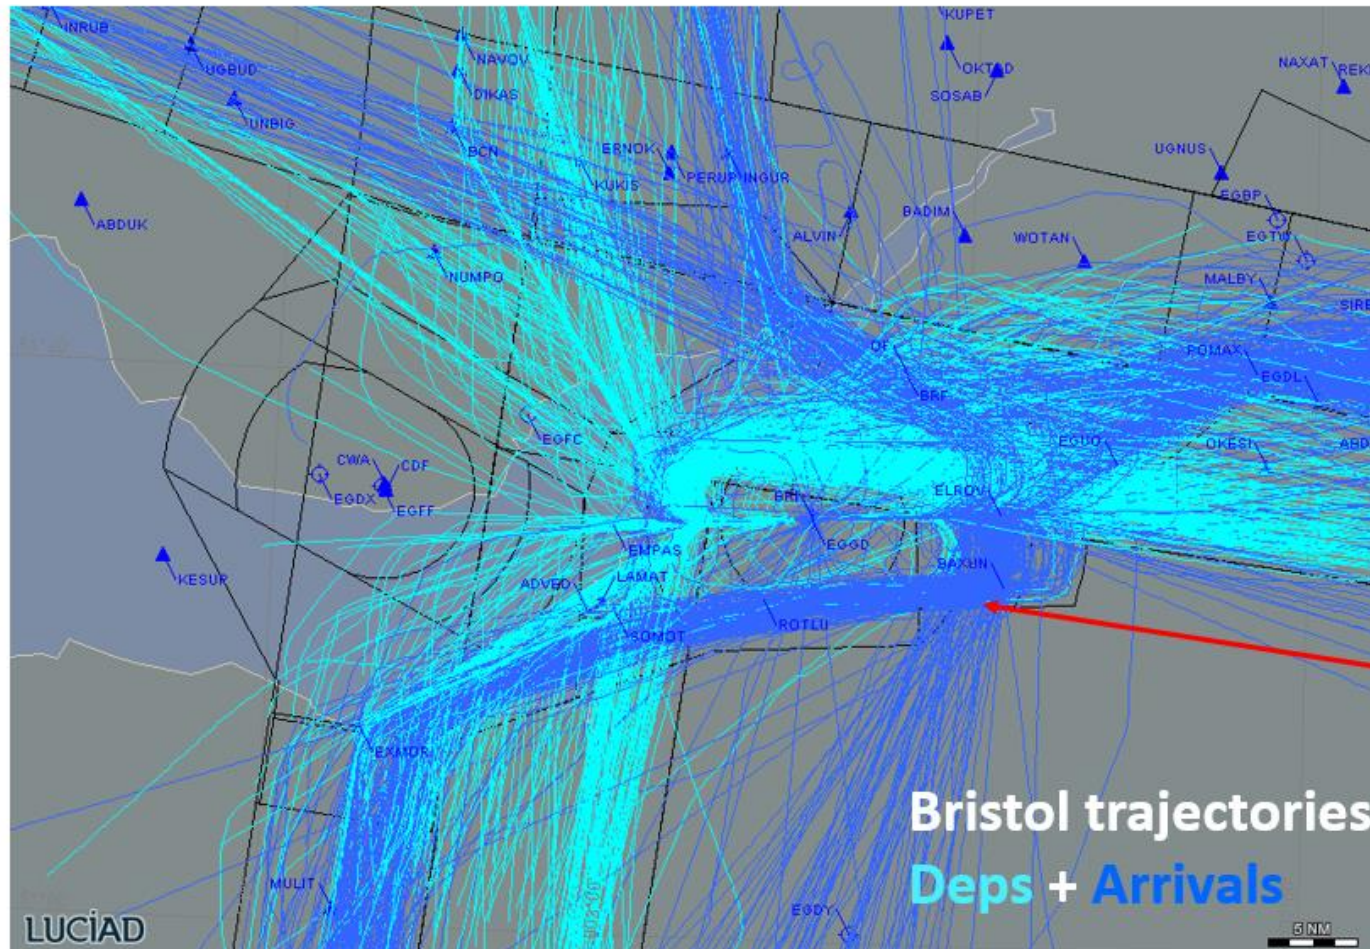 KUPET
INRUB
NAVOV
UGBUD
OKTAD
NAXAT
DIKAS
SOSAB
UNBIG
BCN
ERNOK
UGNUS
PERUP INGUR
KUKIS
EGBP
ABDUK
BADIM
ALVIN
WOTAN
EGTW
NUMPO
MALBY
POMAX
EGDL
BRF
EGFC
EGUO
OKESI
CWA
CDF
EGDX
EGFF
ELROV
BRI
EGGD
EMPAS
KESUP
BAXUN
ADVED
LAMAT
SOMOT
ROTLU
EXMOR
MULIT
EGDY
Bristol trajectories
Deps + Arrivals
LUCIAD
5 NM